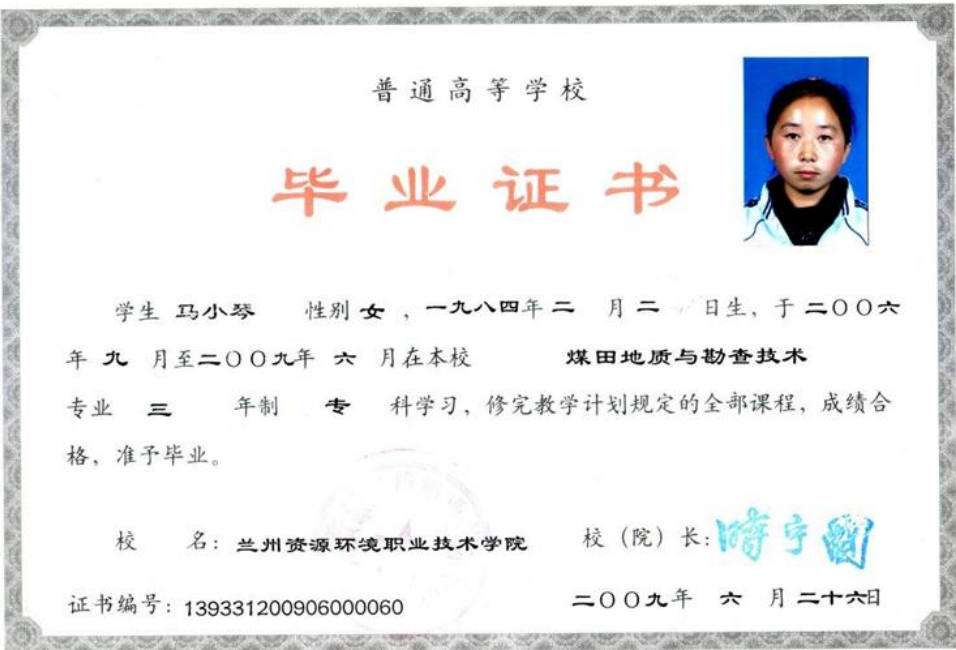 普通高等学校
毕业证书
学生 马小琴 性别 女 ，一九八四年 二 月 二 日生，于 二〇〇六
年 九 月至二〇〇九年 六 月在本校 煤田地质与勘查技术
专业 三 年制 专 科学习，修完教学计划规定的全部课程，成绩合
格，准予毕业。
校 名：兰州资源环境职业技术学院 校（院）长：
证书编号：139331200906000060 二〇〇九年 六 月 二十六日